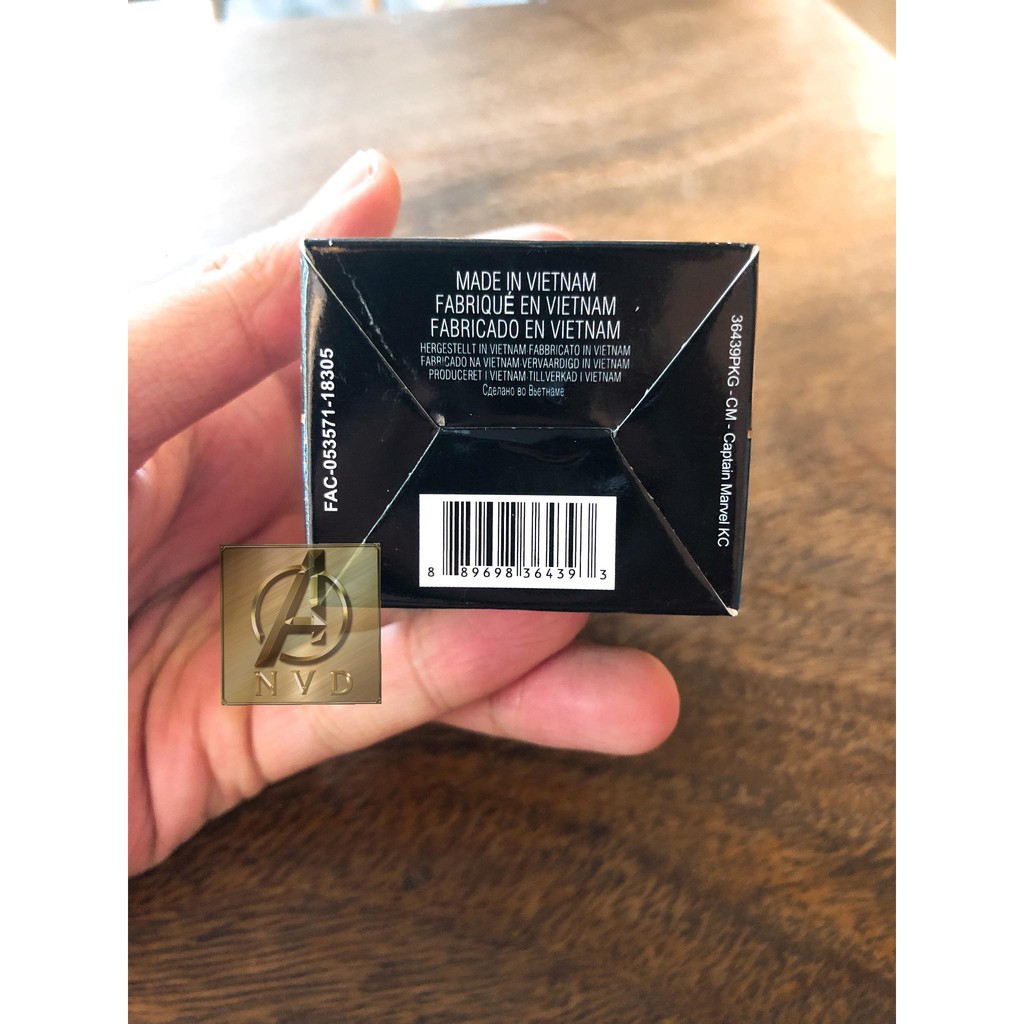 MADE IN VIETNAM
FABRIQUÉ EN VIETNAM
FABRICADO EN VIETNAM
HERGESTELLT IN VIETNAM·FABBRICATO IN VIETNAM
FABRICADO NA VIETNAM·VERVAARDIGD IN VIETNAM
PRODUCERET I VIETNAM·TILLVERKAD I VIETNAM
Сделано во Вьетнаме
FAC-053571-18305
36439PKG - CM - Captain Marvel KC
8 89698 36439 3
NVD